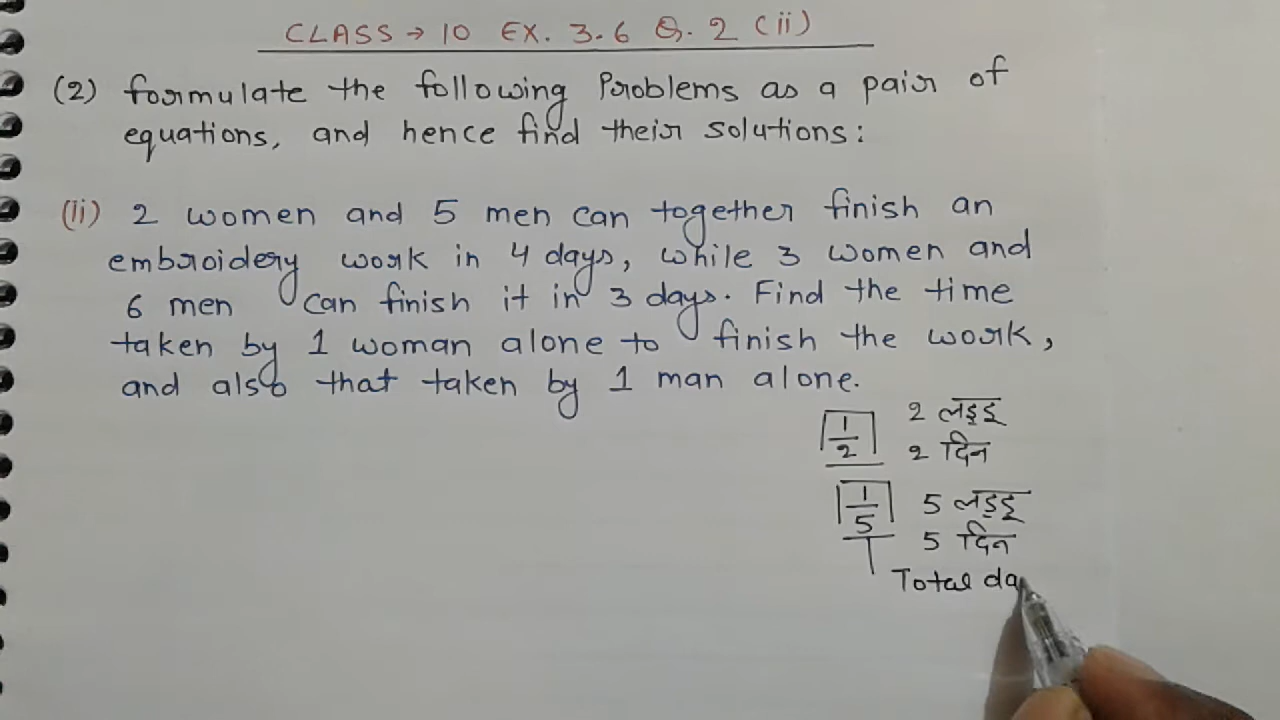 CLASS → 10 EX. 3.6 Q. 2 (ii)
(2) formulate the following Problems as a pair of
equations, and hence find their solutions:
(ii) 2 women and 5 men can together finish an
embroidery work in 4 days, while 3 women and
6 men can finish it in 3 days. Find the time
taken by 1 woman alone to finish the work,
and also that taken by 1 man alone.
1/2 2 लड्डू
2 दिन
1/5 5 लड्डू
5 दिन
Total da